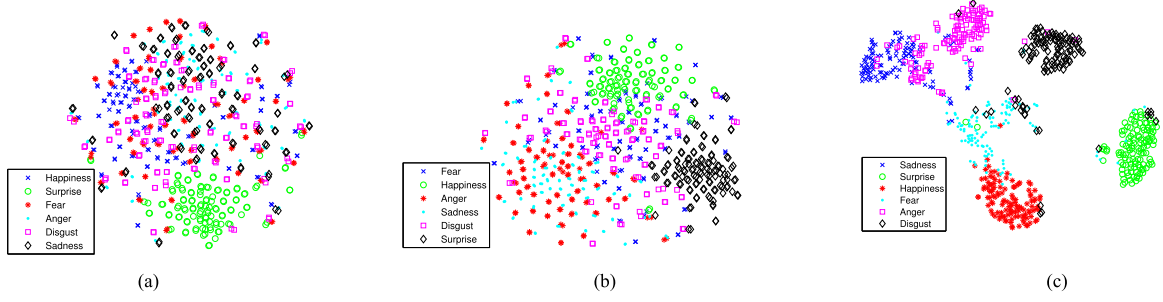 Happiness
Surprise
Fear
Anger
Disgust
Sadness
(a)
Fear
Happiness
Anger
Sadness
Disgust
Surprise
(b)
Sadness
Surprise
Happiness
Fear
Anger
Disgust
(c)